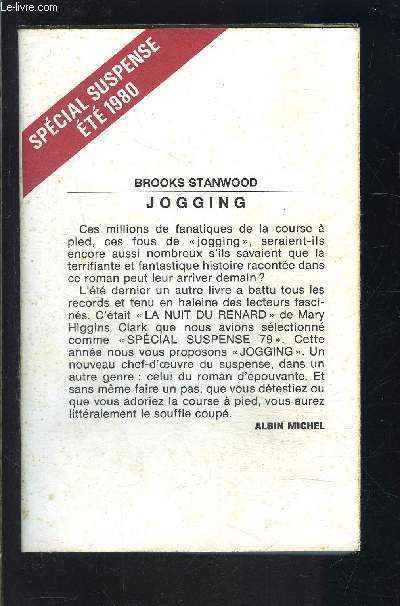 Le-livre.com
SPÉCIAL SUSPENSE
ÉTÉ 1980
BROOKS STANWOOD
JOGGING
Ces millions de fanatiques de la course à
pied, ces fous de «jogging», seraient-ils
encore aussi nombreux s'ils savaient que la
terrifiante et fantastique histoire racontée dans
ce roman peut leur arriver demain?
L'été dernier un autre livre a battu tous les
records et tenu en haleine des lecteurs fasci-
nés. C'était «LA NUIT DU RENARD» de Mary
Higgins Clark que nous avions sélectionné
comme «SPÉCIAL SUSPENSE 79». Cette
année nous vous proposons «JOGGING». Un
nouveau chef-d'œuvre du suspense, dans un
autre genre : celui du roman d'épouvante. Et
sans même faire un pas, que vous détestiez ou
que vous adoriez la course à pied, vous aurez
littéralement le souffle coupé.
ALBIN MICHEL